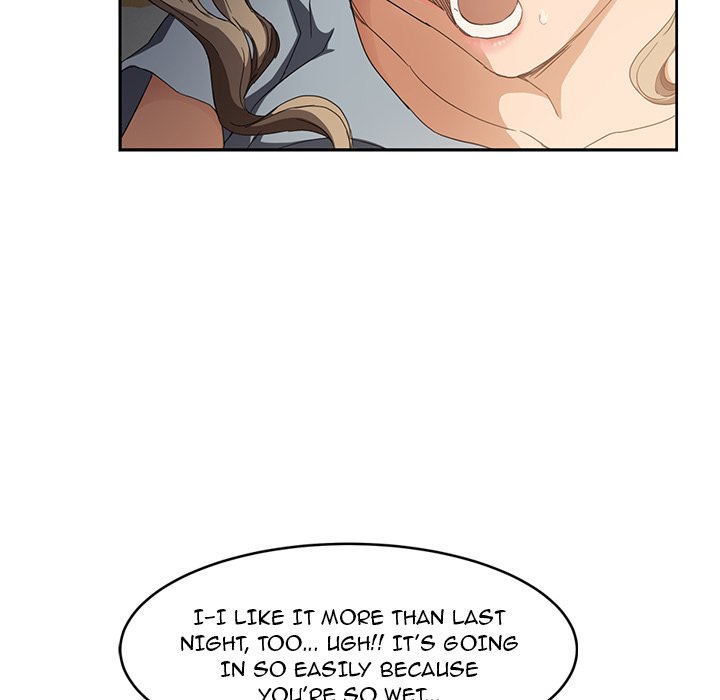 I-I LIKE IT MORE THAN LAST
NIGHT, TOO... UGH!! IT'S GOING
IN SO EASILY BECAUSE
YOU'RE SO WET...